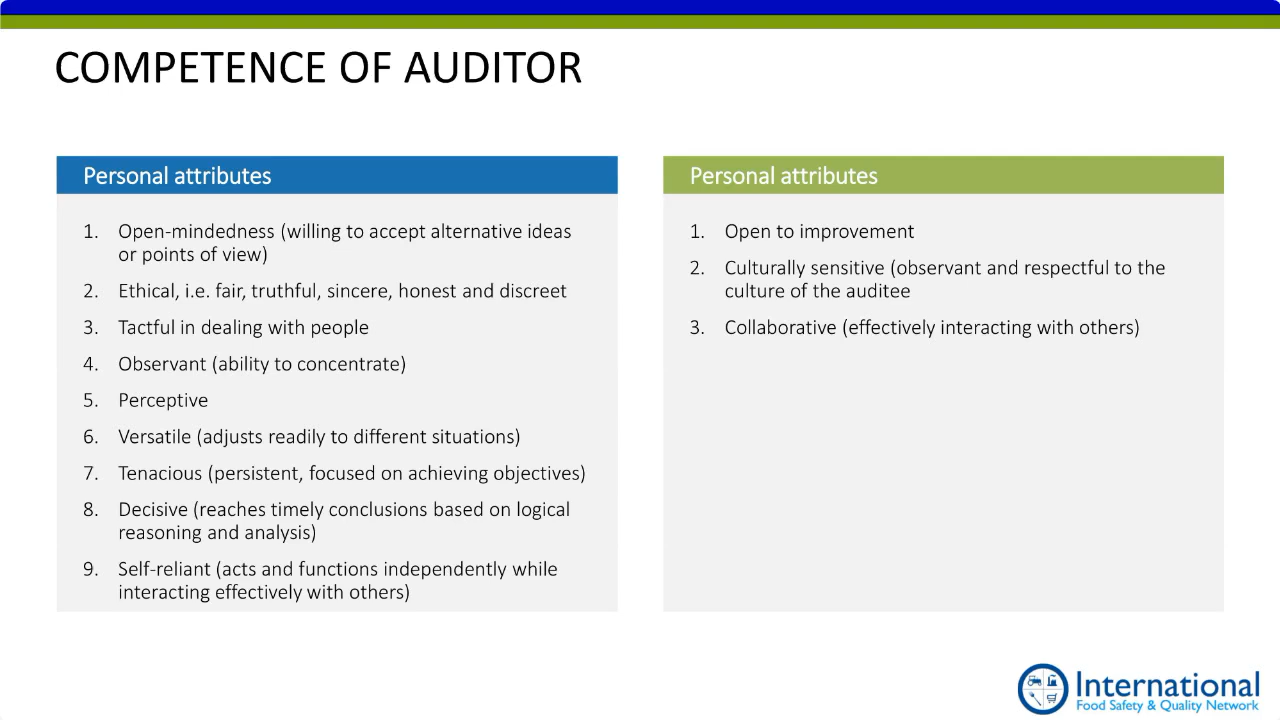 COMPETENCE OF AUDITOR
Personal attributes
1. Open-mindedness (willing to accept alternative ideas
or points of view)
2. Ethical, i.e. fair, truthful, sincere, honest and discreet
3. Tactful in dealing with people
4. Observant (ability to concentrate)
5. Perceptive
6. Versatile (adjusts readily to different situations)
7. Tenacious (persistent, focused on achieving objectives)
8. Decisive (reaches timely conclusions based on logical
reasoning and analysis)
9. Self-reliant (acts and functions independently while
interacting effectively with others)
Personal attributes
1. Open to improvement
2. Culturally sensitive (observant and respectful to the
culture of the auditee
3. Collaborative (effectively interacting with others)
International
Food Safety & Quality Network